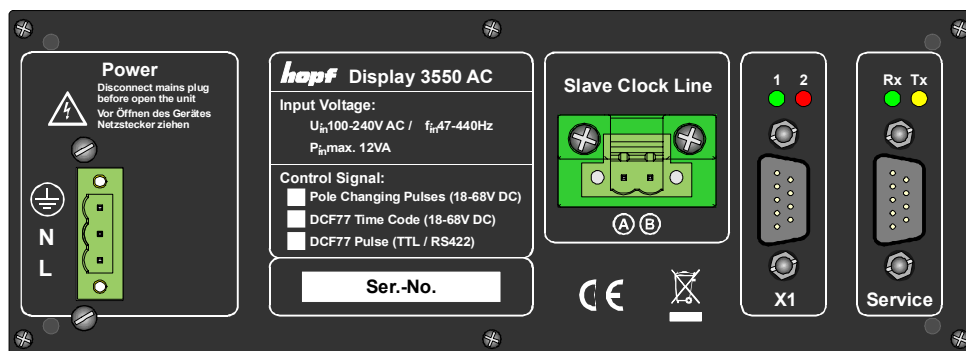 Power
Disconnect mains plug
before open the unit
Vor Öffnen des Gerätes
Netzstecker ziehen
N
L
hopf Display 3550 AC
Input Voltage:
Uin100-240V AC / fin47-440Hz
Pinmax. 12VA
Control Signal:
Pole Changing Pulses (18-68V DC)
DCF77 Time Code (18-68V DC)
DCF77 Pulse (TTL / RS422)
Ser.-No.
Slave Clock Line
A B
CE
1 2
X1
Rx Tx
Service